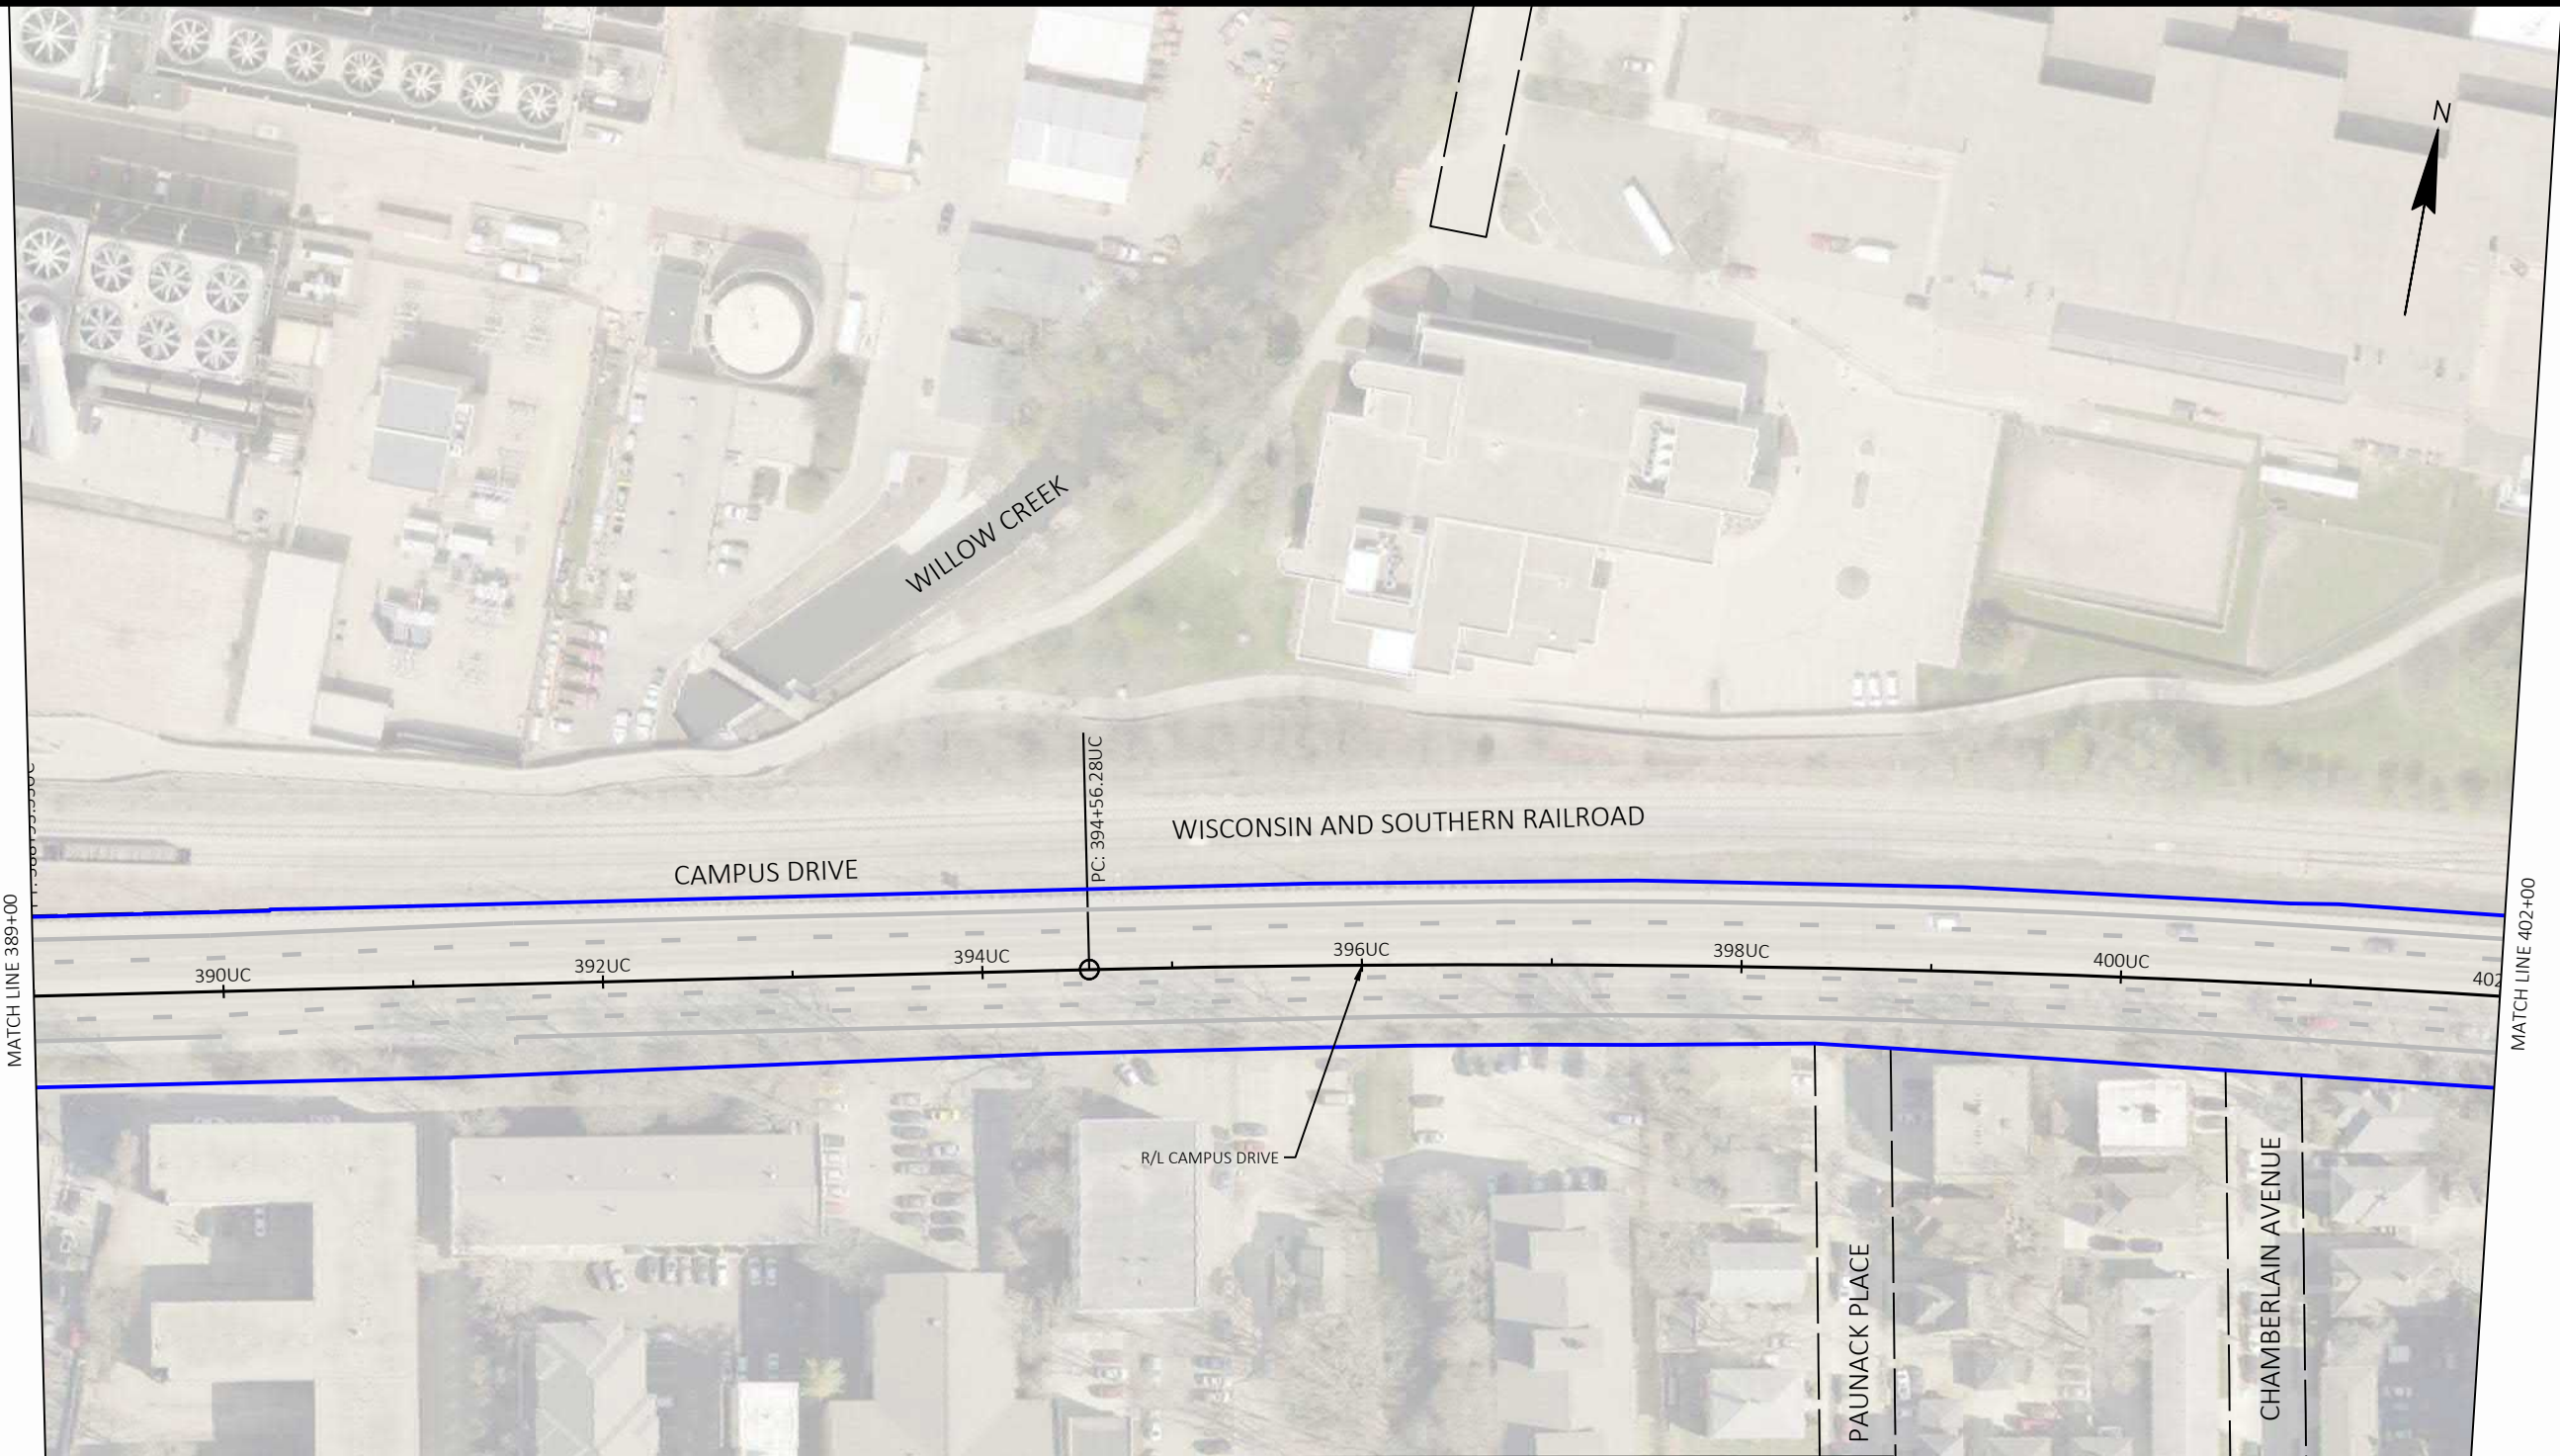 N
WILLOW CREEK
PC: 394+56.28UC
WISCONSIN AND SOUTHERN RAILROAD
CAMPUS DRIVE
MATCH LINE 389+00
390UC
392UC
394UC
396UC
398UC
400UC
402
MATCH LINE 402+00
R/L CAMPUS DRIVE
PAUNACK PLACE
CHAMBERLAIN AVENUE